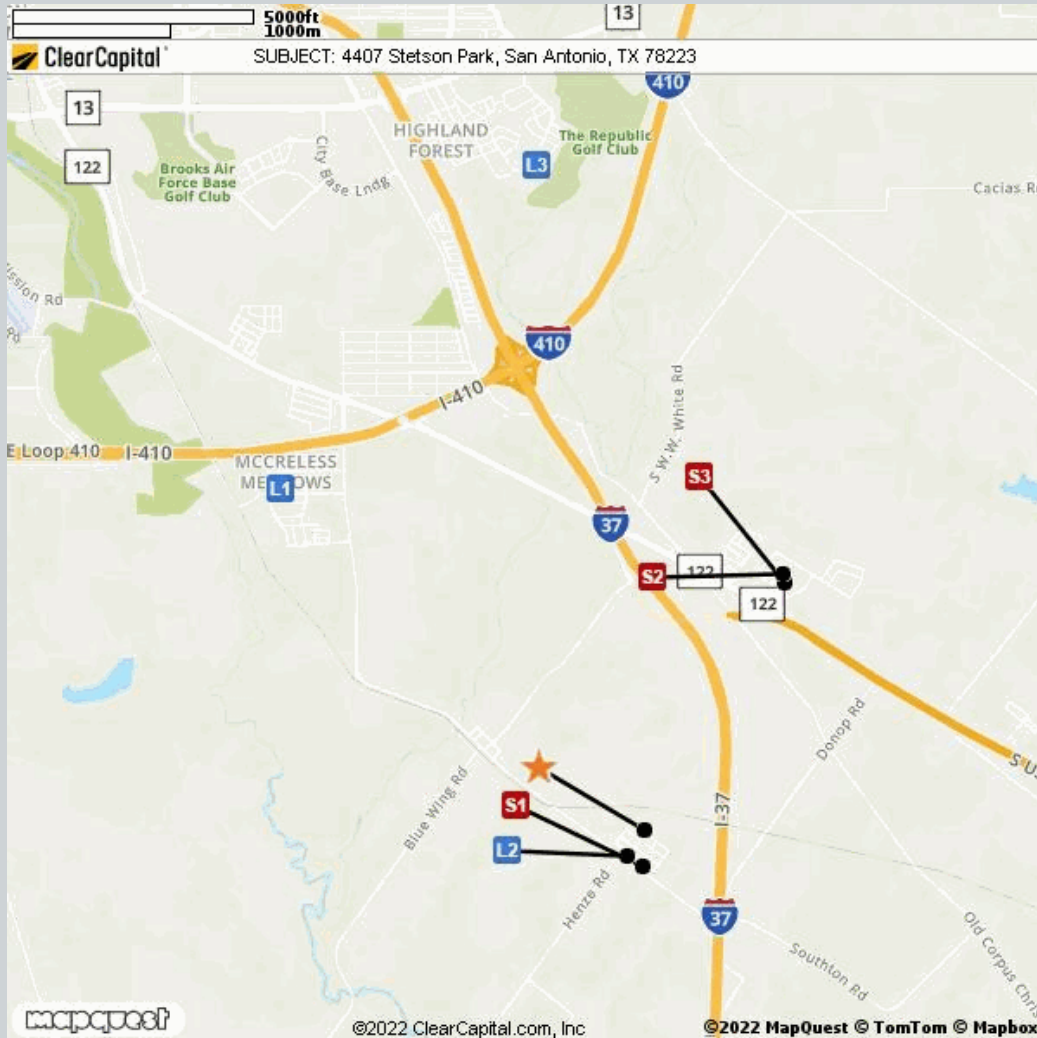 5000ft
1000m
13
ClearCapital
SUBJECT: 4407 Stetson Park, San Antonio, TX 78223
410
13
122
HIGHLAND
FOREST
The Republic
Golf Club
L3
City Base Lndg
Brooks Air
Force Base
Golf Club
Cacias R
ission Rd
Rd
410
I-410
S W.W. White Rd
E Loop 410
I-410
MCCRELESS
MEADOWS
L1
S3
37
S2
122
122
Donop Rd
S U.
Blue Wing Rd
S1
I-37
L2
Henze Rd
37
Southton Rd
Old Corpus Chris
mapquest
©2022 ClearCapital.com, Inc
©2022 MapQuest © TomTom © Mapbox